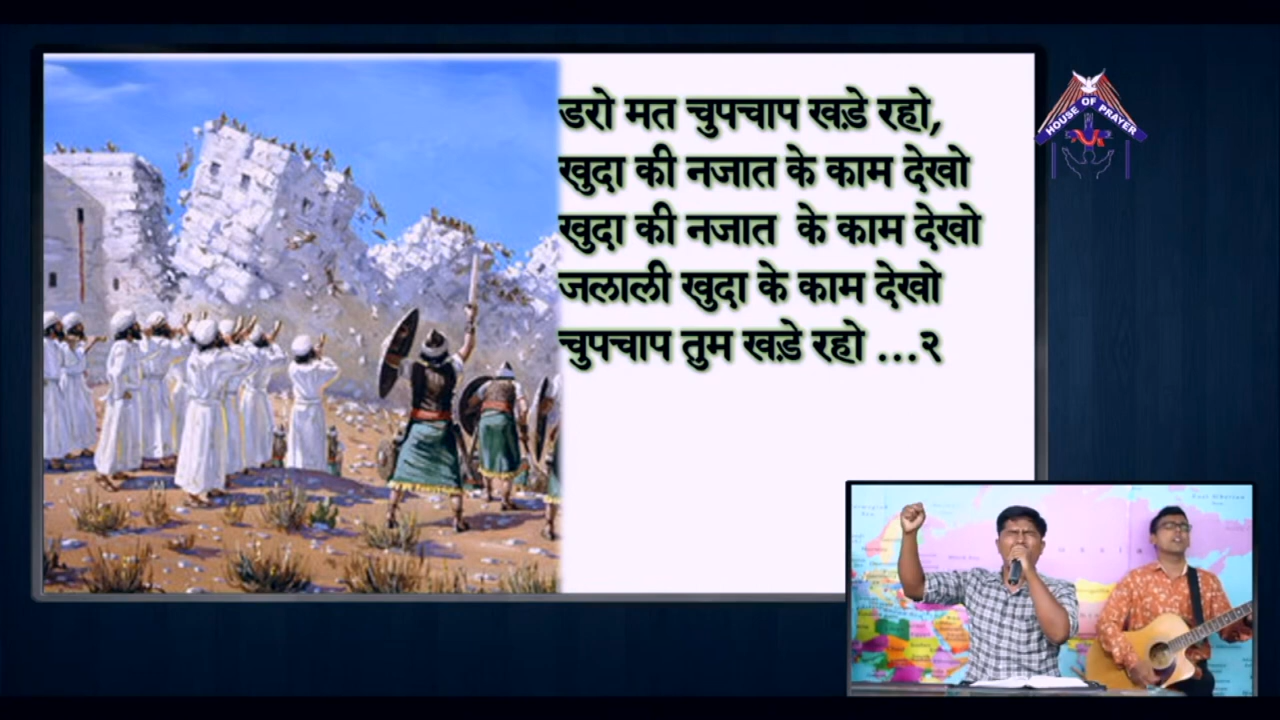 डरो मत चुपचाप खड़े रहो,
खुदा की नजात के काम देखो
खुदा की नजात  के काम देखो
जलाली खुदा के काम देखो
चुपचाप तुम खड़े रहो ...२
HOUSE OF PRAYER